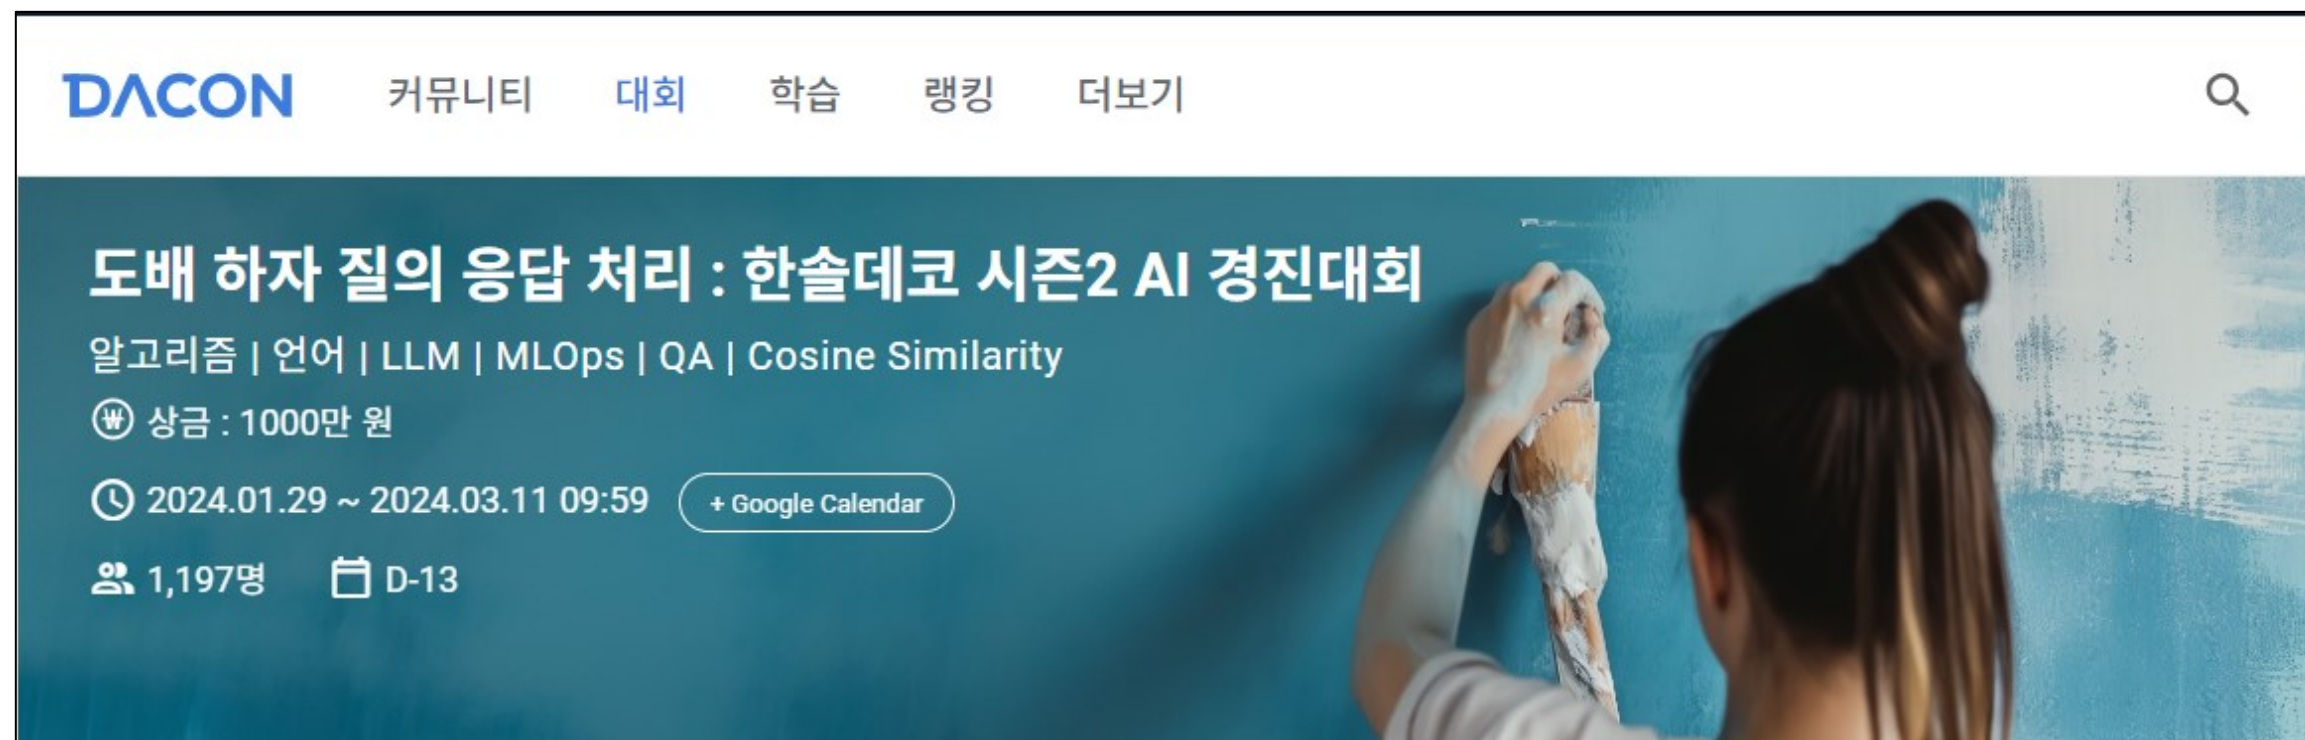 DACON 커뮤니티 대회 학습 랭킹 더보기
도배 하자 질의 응답 처리 : 한솔데코 시즌2 AI 경진대회
알고리즘 | 언어 | LLM | MLOps | QA | Cosine Similarity
₩ 상금 : 1000만 원
2024.01.29 ~ 2024.03.11 09:59 + Google Calendar
1,197명 D-13